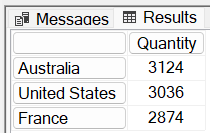 Messages Results
Quantity
Australia 3124
United States 3036
France 2874